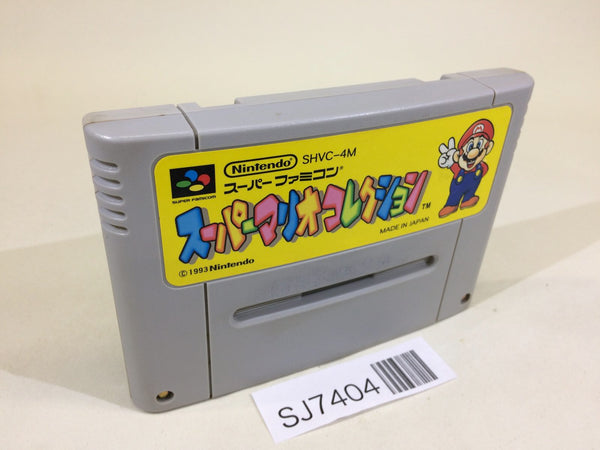 Nintendo SHVC-4M
スーパーファミコン
SUPER FAMICOM
スーパーマリオコレクション TM
MADE IN JAPAN
© 1993 Nintendo
SJ7404